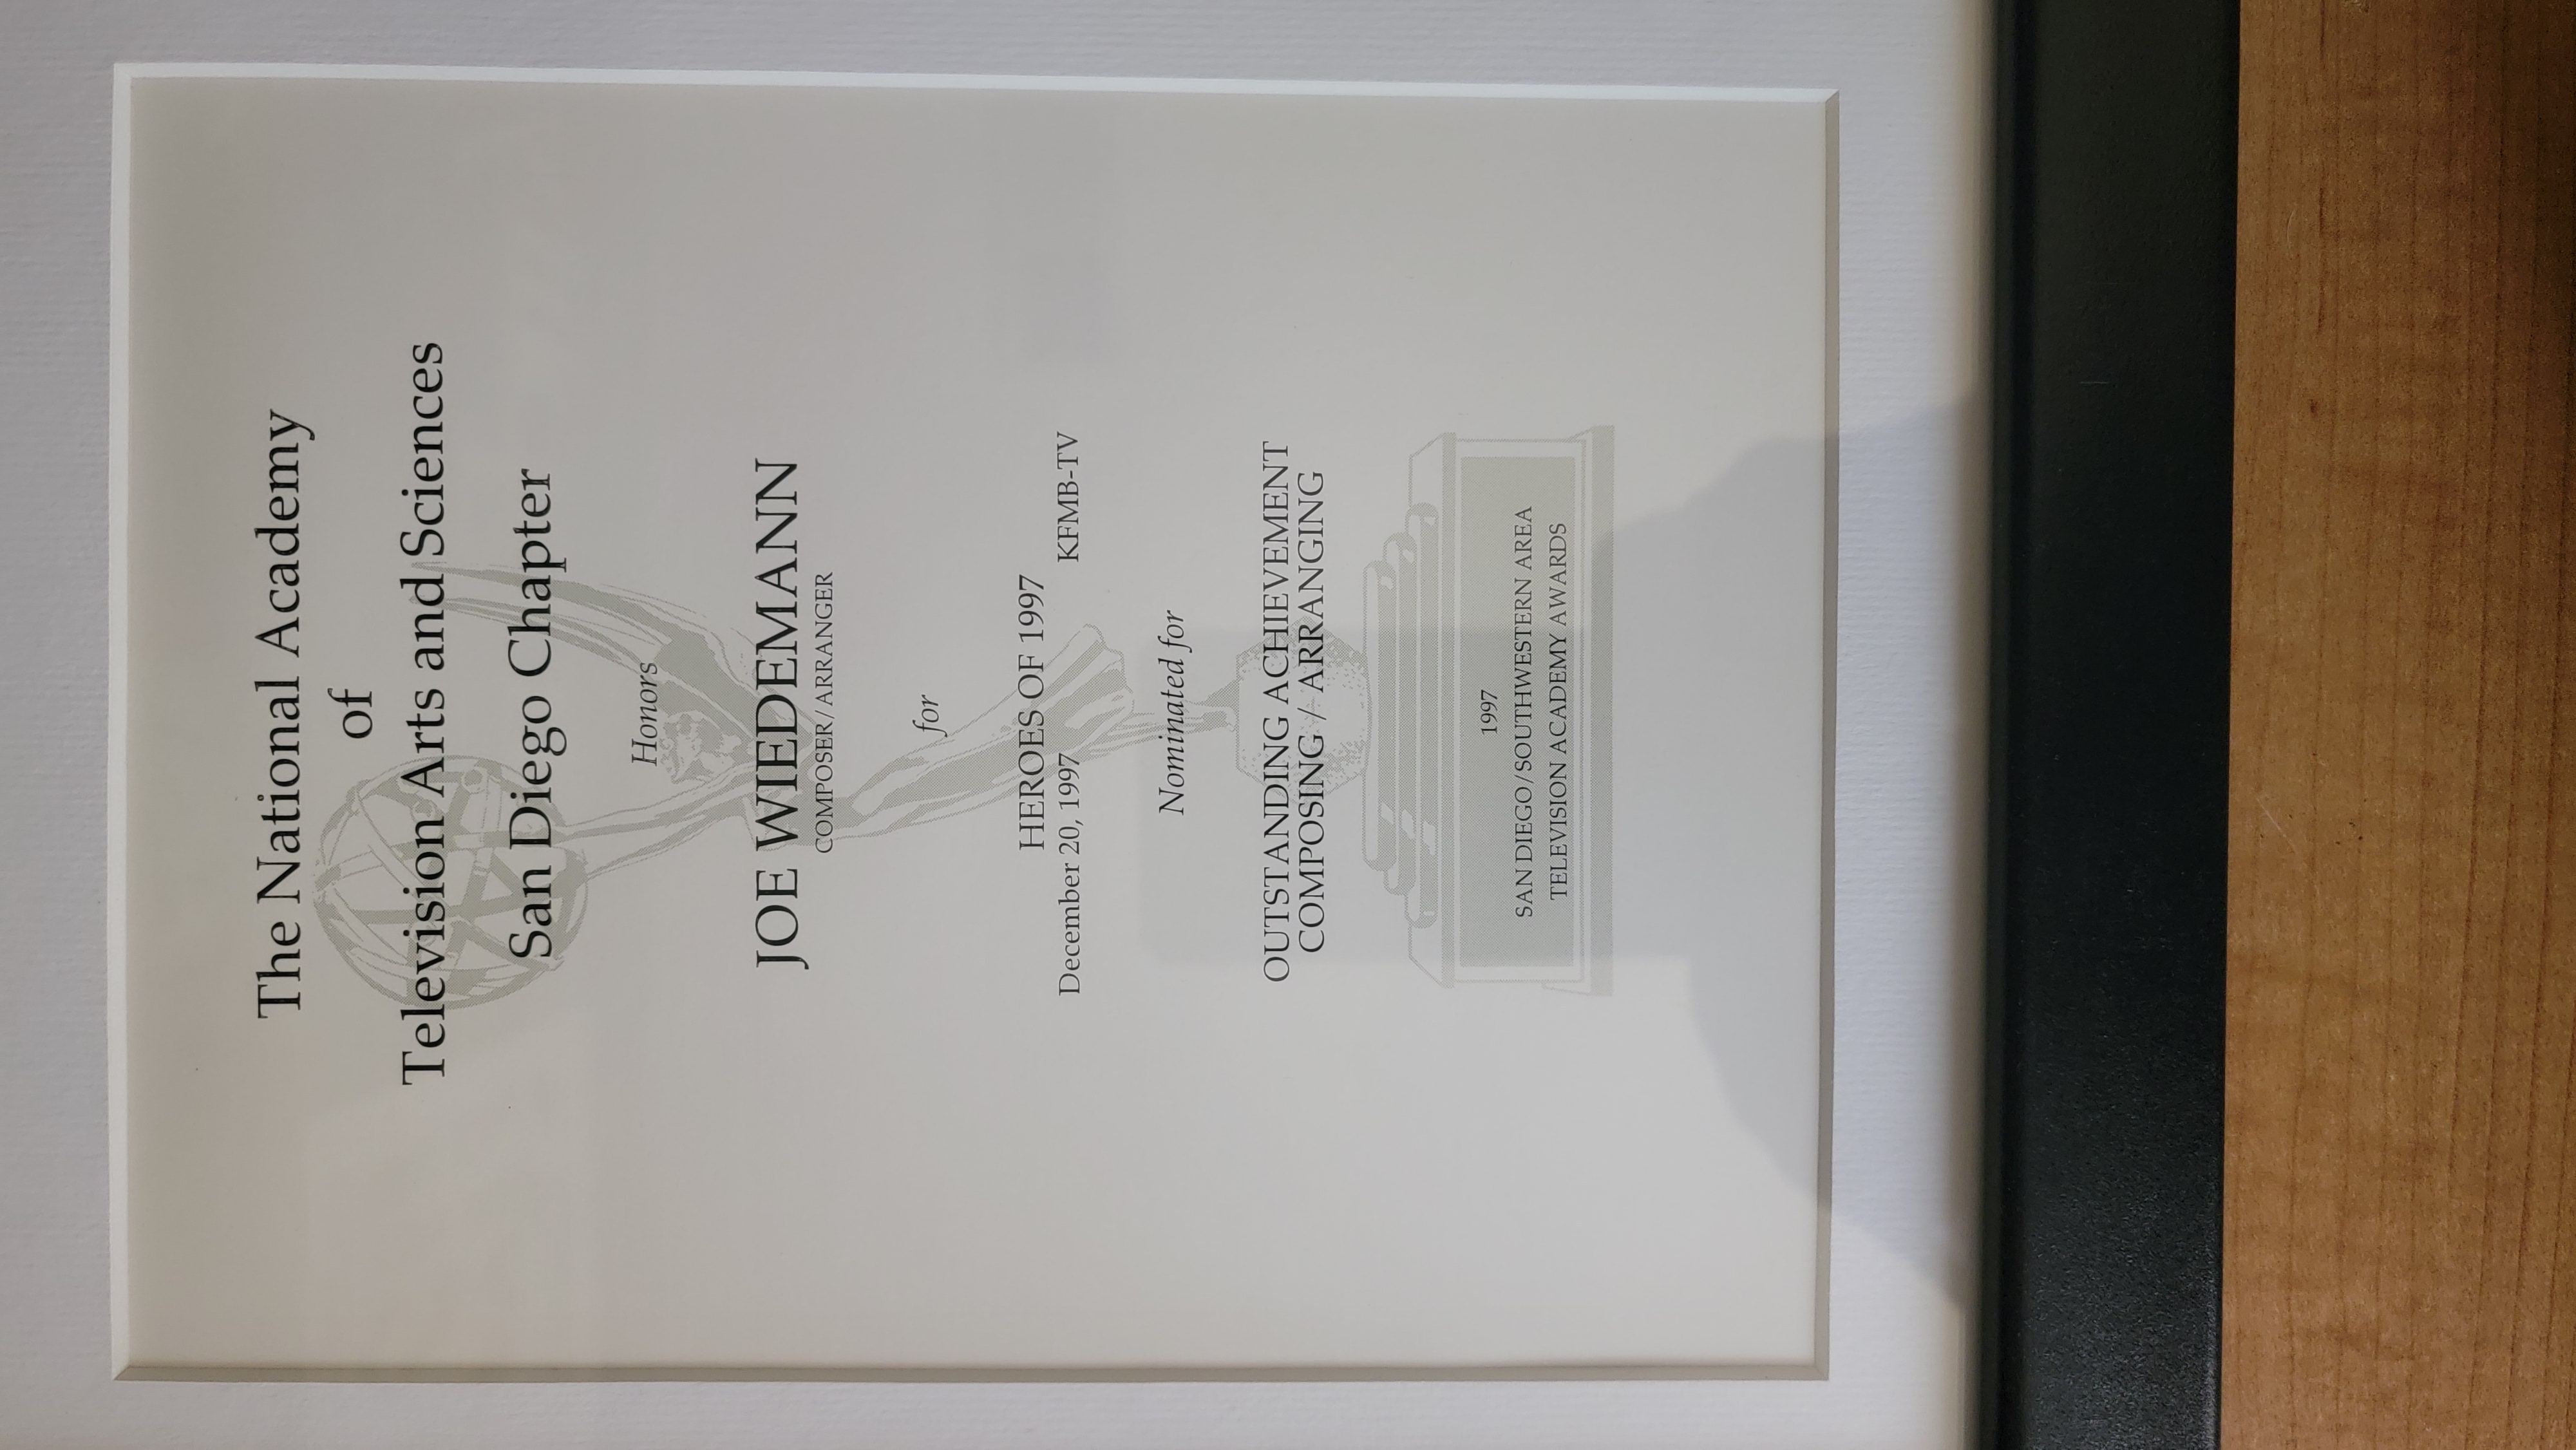 The National Academy
of
Television Arts and Sciences
San Diego Chapter
Honors
JOE WIEDEMANN
COMPOSER/ARRANGER
for
HEROES OF 1997
December 20, 1997 KFMB-TV
Nominated for
OUTSTANDING ACHIEVEMENT
COMPOSING / ARRANGING
1997
SAN DIEGO/SOUTHWESTERN AREA
TELEVISION ACADEMY AWARDS